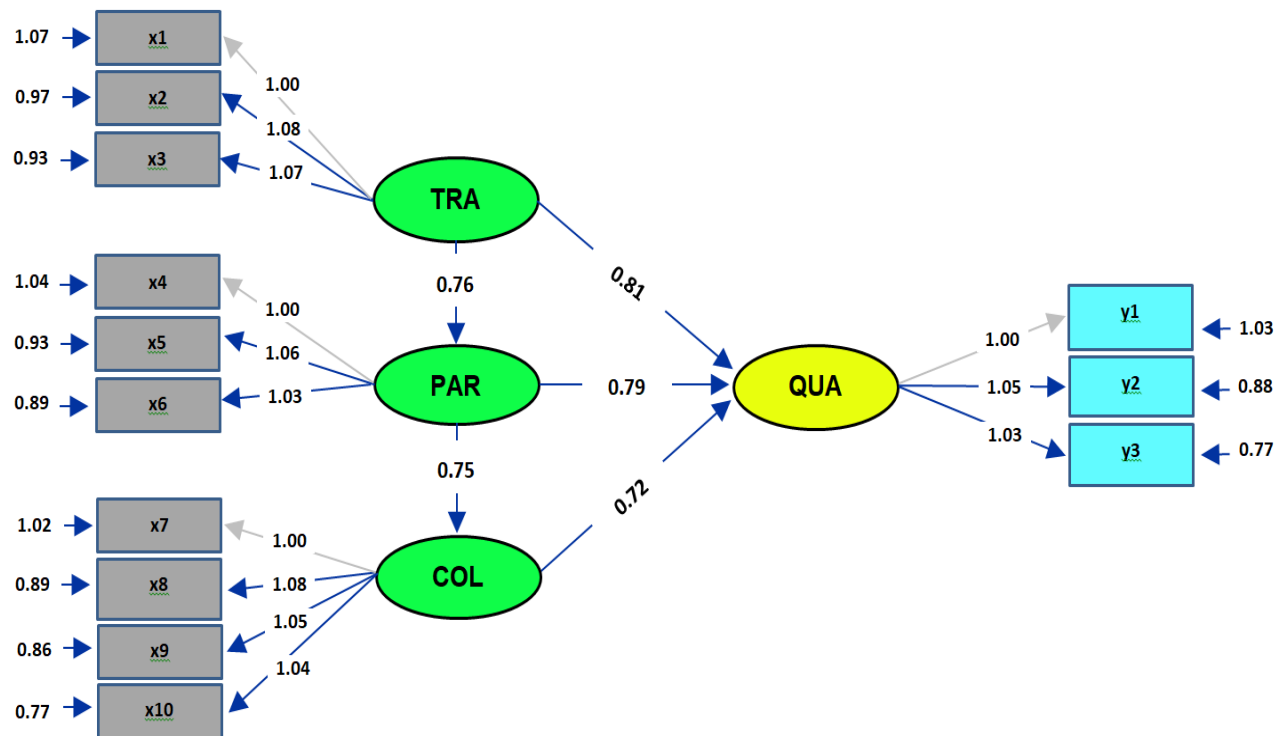 1.07 x1
1.00
0.97 x2
1.08
0.93 x3
1.07
TRA
0.81
0.76
1.04 x4
1.00
0.93 x5
1.06
0.89 x6
1.03
PAR
0.79
QUA
1.00
y1
1.03
1.05
y2
0.88
1.03
y3
0.77
0.75
0.72
1.02 x7
1.00
0.89 x8
1.08
COL
0.86 x9
1.05
0.77 x10
1.04